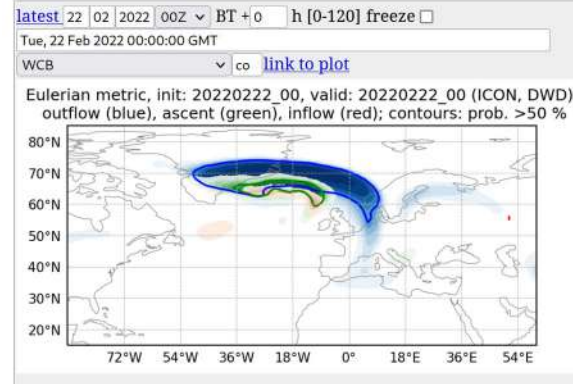 latest 22 02 2022 00Z BT + 0 h [0-120] freeze
Tue, 22 Feb 2022 00:00:00 GMT
WCB co link to plot
Eulerian metric, init: 20220222_00, valid: 20220222_00 (ICON, DWD)
outflow (blue), ascent (green), inflow (red); contours: prob. >50 %
80°N
70°N
60°N
50°N
40°N
30°N
20°N
72°W 54°W 36°W 18°W 0° 18°E 36°E 54°E